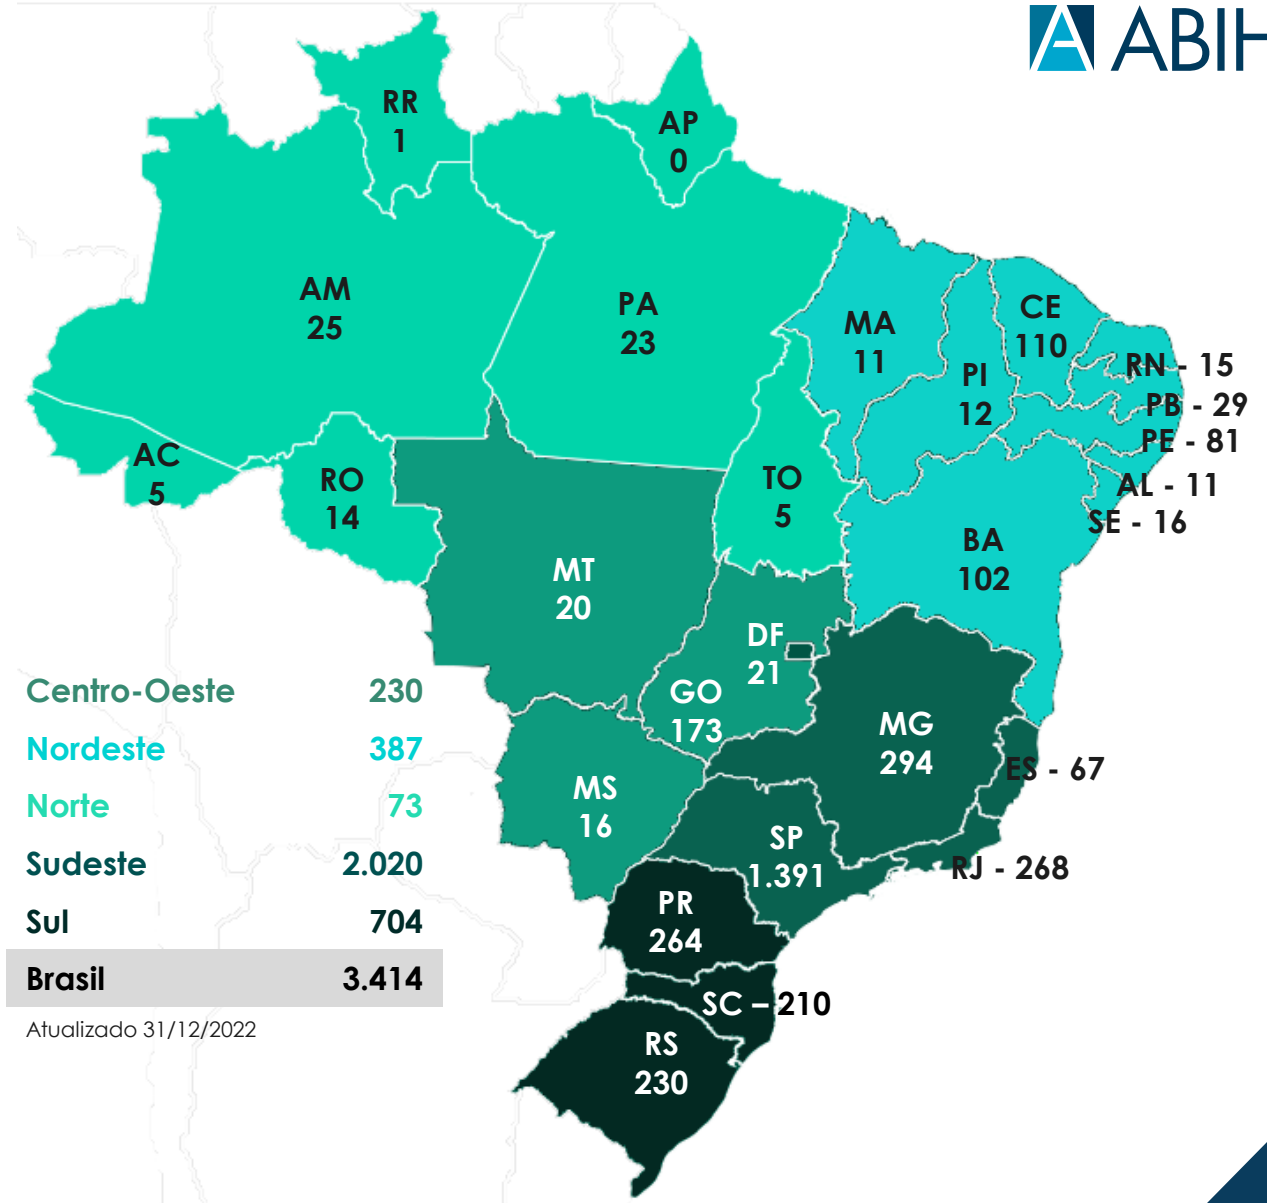 ABIH
RR
1
AP
0
AM
25
PA
23
MA
11
CE
110
PI
12
RN - 15
PB - 29
PE - 81
AL - 11
SE - 16
AC
5
RO
14
TO
5
BA
102
MT
20
DF
21
GO
173
MG
294
ES - 67
MS
16
SP
1.391
RJ - 268
PR
264
SC – 210
RS
230
Centro-Oeste 230
Nordeste 387
Norte 73
Sudeste 2.020
Sul 704
Brasil 3.414
Atualizado 31/12/2022